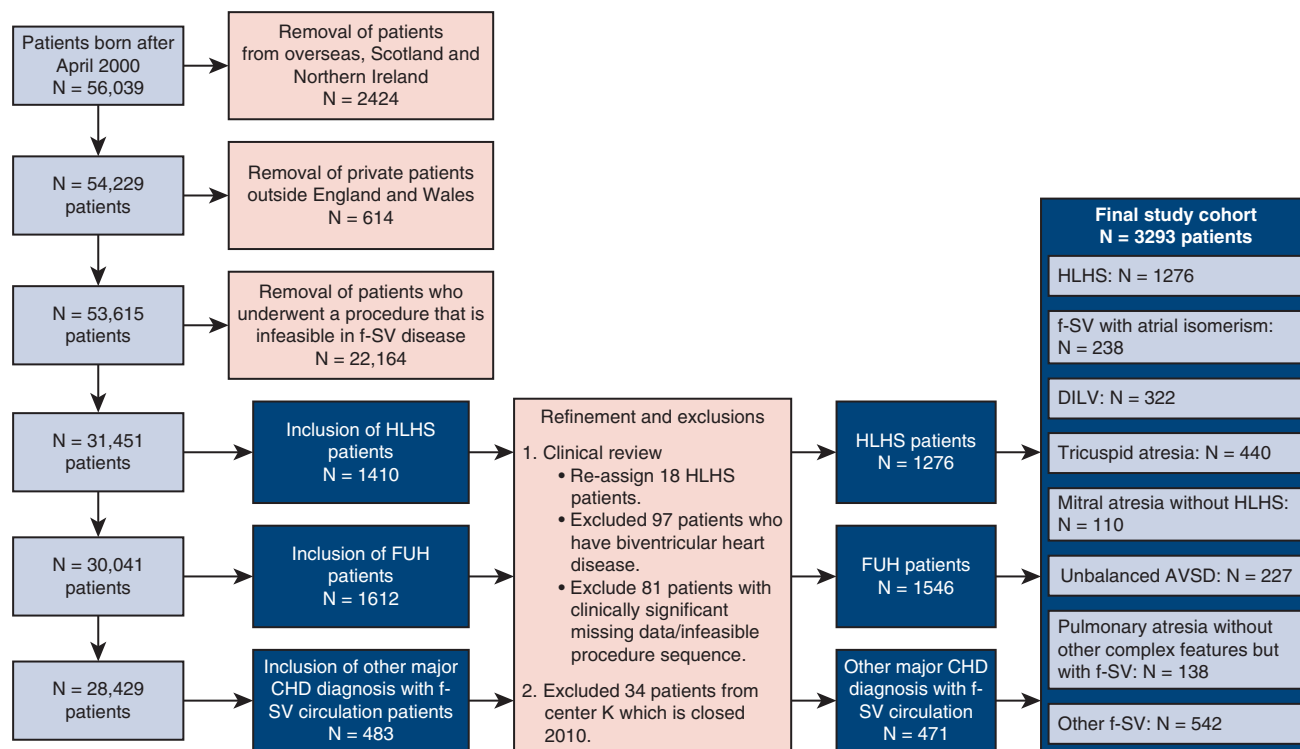 Patients born after
April 2000
N = 56,039
Removal of patients
from overseas, Scotland and
Northern Ireland
N = 2424
N = 54,229
patients
Removal of private patients
outside England and Wales
N = 614
N = 53,615
patients
Removal of patients who
underwent a procedure that is
infeasible in f-SV disease
N = 22,164
N = 31,451
patients
Inclusion of HLHS
patients
N = 1410
N = 30,041
patients
Inclusion of FUH
patients
N = 1612
N = 28,429
patients
Inclusion of other major
CHD diagnosis with f-
SV circulation patients
N = 483
Refinement and exclusions
1. Clinical review
• Re-assign 18 HLHS
patients.
• Excluded 97 patients who
have biventricular heart
disease.
• Exclude 81 patients with
clinically significant
missing data/infeasible
procedure sequence.
2. Excluded 34 patients from
center K which is closed
2010.
HLHS patients
N = 1276
FUH patients
N = 1546
Other major CHD
diagnosis with f-
SV circulation
N = 471
Final study cohort
N = 3293 patients
HLHS: N = 1276
f-SV with atrial isomerism:
N = 238
DILV: N = 322
Tricuspid atresia: N = 440
Mitral atresia without HLHS:
N = 110
Unbalanced AVSD: N = 227
Pulmonary atresia without
other complex features but
with f-SV: N = 138
Other f-SV: N = 542